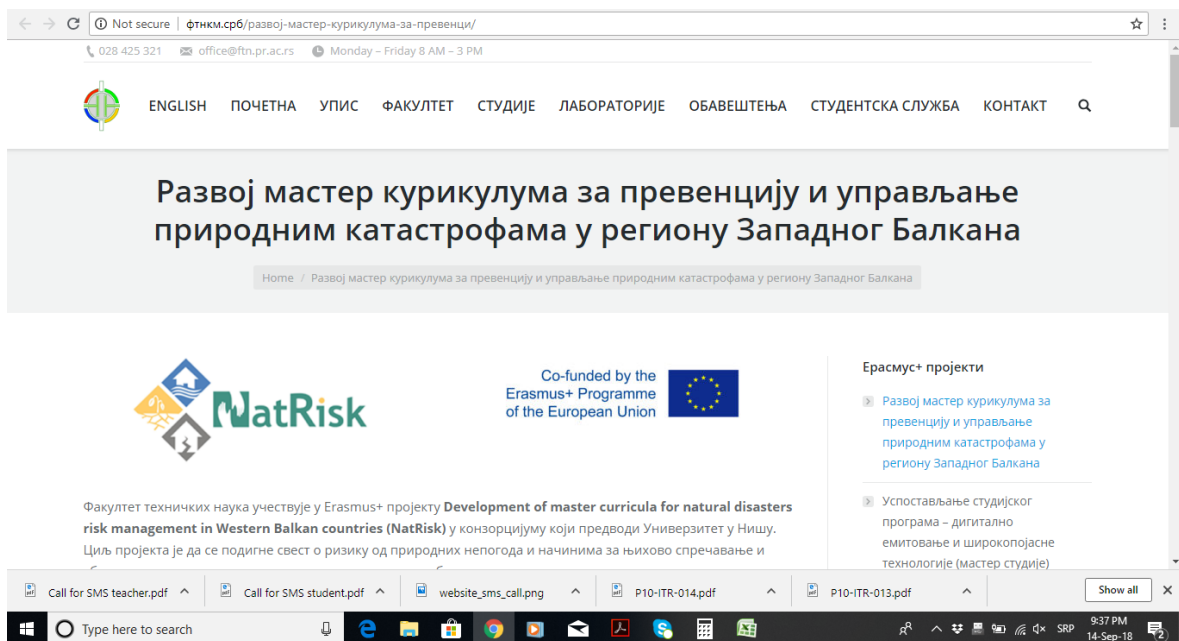 Not secure | фтнкм.срб/развој-мастер-курикулума-за-превенци/
028 425 321 office@ftn.pr.ac.rs Monday – Friday 8 AM – 3 PM
ENGLISH ПОЧЕТНА УПИС ФАКУЛТЕТ СТУДИЈЕ ЛАБОРАТОРИЈЕ ОБАВЕШТЕЊА СТУДЕНТСКА СЛУЖБА КОНТАКТ
Развој мастер курикулума за превенцију и управљање
природним катастрофама у региону Западног Балкана
Home / Развој мастер курикулума за превенцију и управљање природним катастрофама у региону Западног Балкана
NatRisk
Co-funded by the
Erasmus+ Programme
of the European Union
Факултет техничких наука учествује у Erasmus+ пројекту Development of master curricula for natural disasters
risk management in Western Balkan countries (NatRisk) у конзорцијуму који предводи Универзитет у Нишу.
Циљ пројекта је да се подигне свест о ризику од природних непогода и начинима за њихово спречавање и
Ерасмус+ пројекти
Развој мастер курикулума за
превенцију и управљање
природним катастрофама у
региону Западног Балкана
Успостављање студијског
програма – дигитално
емитовање и широкопојасне
технологије (мастер студије)
Call for SMS teacher.pdf Call for SMS student.pdf website_sms_call.png P10-ITR-014.pdf P10-ITR-013.pdf Show all
Type here to search SRP 9:37 PM
14-Sep-18